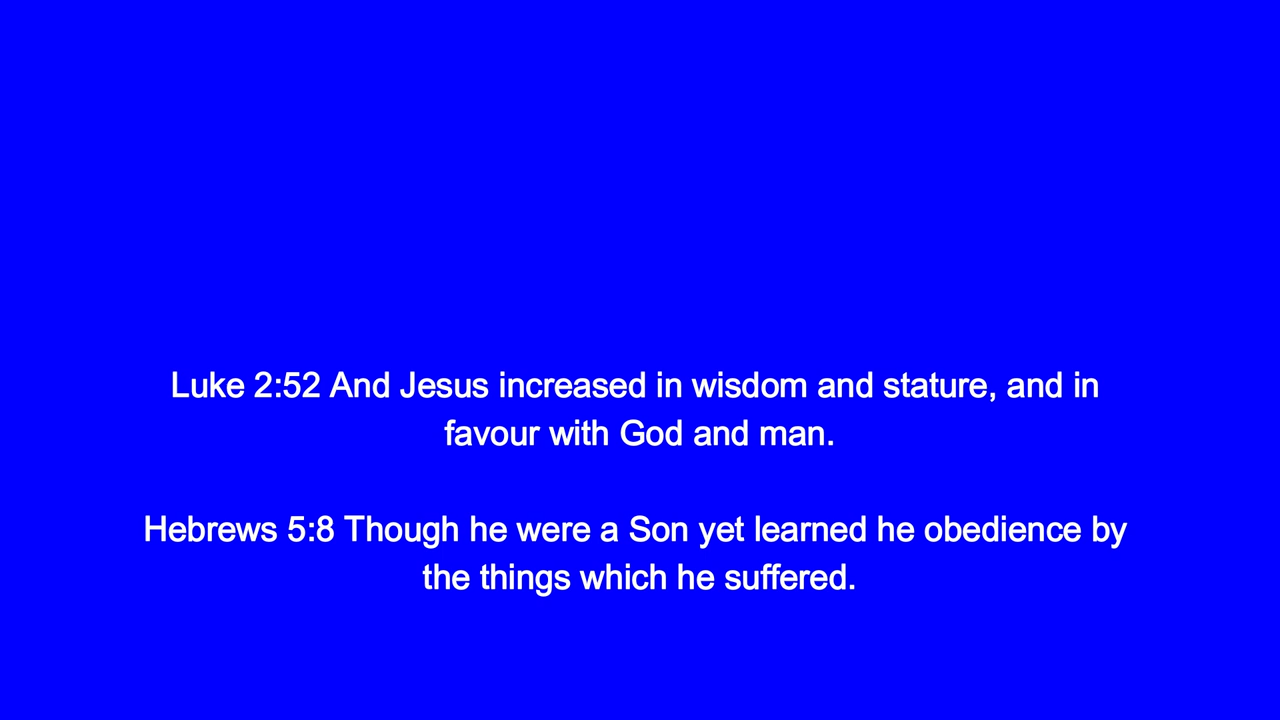 Luke 2:52 And Jesus increased in wisdom and stature, and in
favour with God and man.
Hebrews 5:8 Though he were a Son yet learned he obedience by
the things which he suffered.